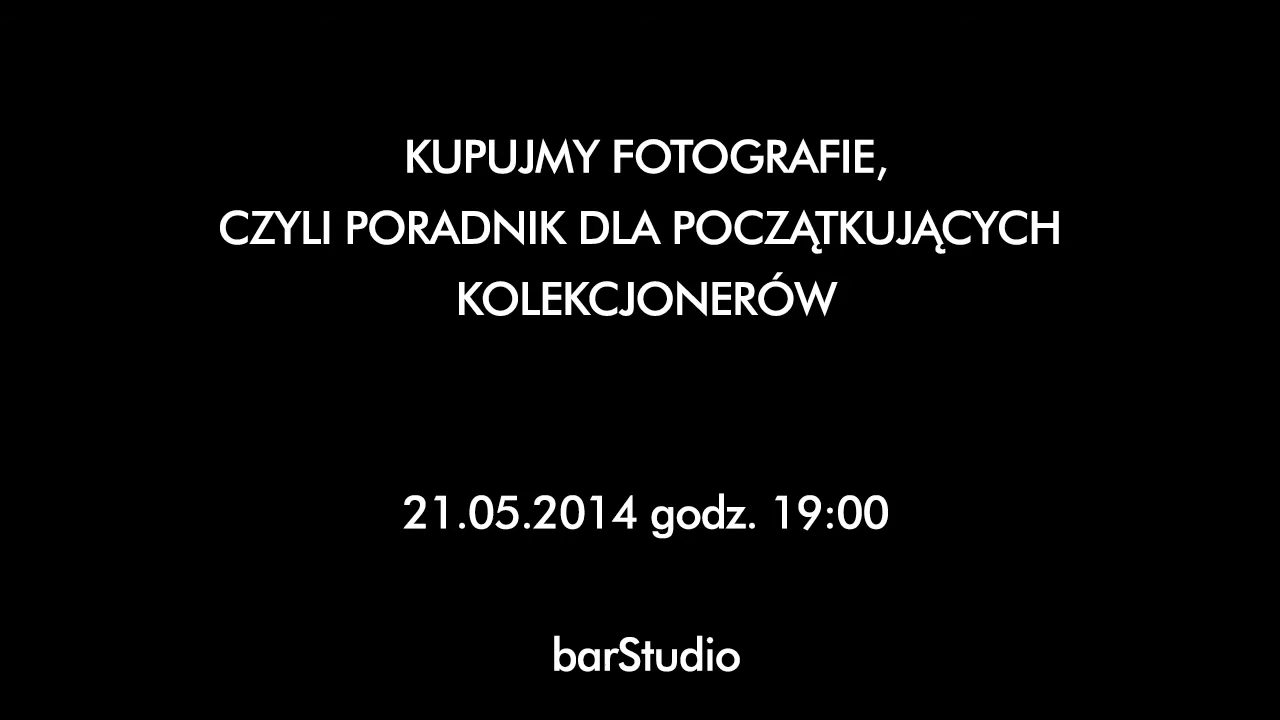 KUPUJMY FOTOGRAFIE,
CZYLI PORADNIK DLA POCZĄTKUJĄCYCH
KOLEKCJONERÓW
21.05.2014 godz. 19:00
barStudio